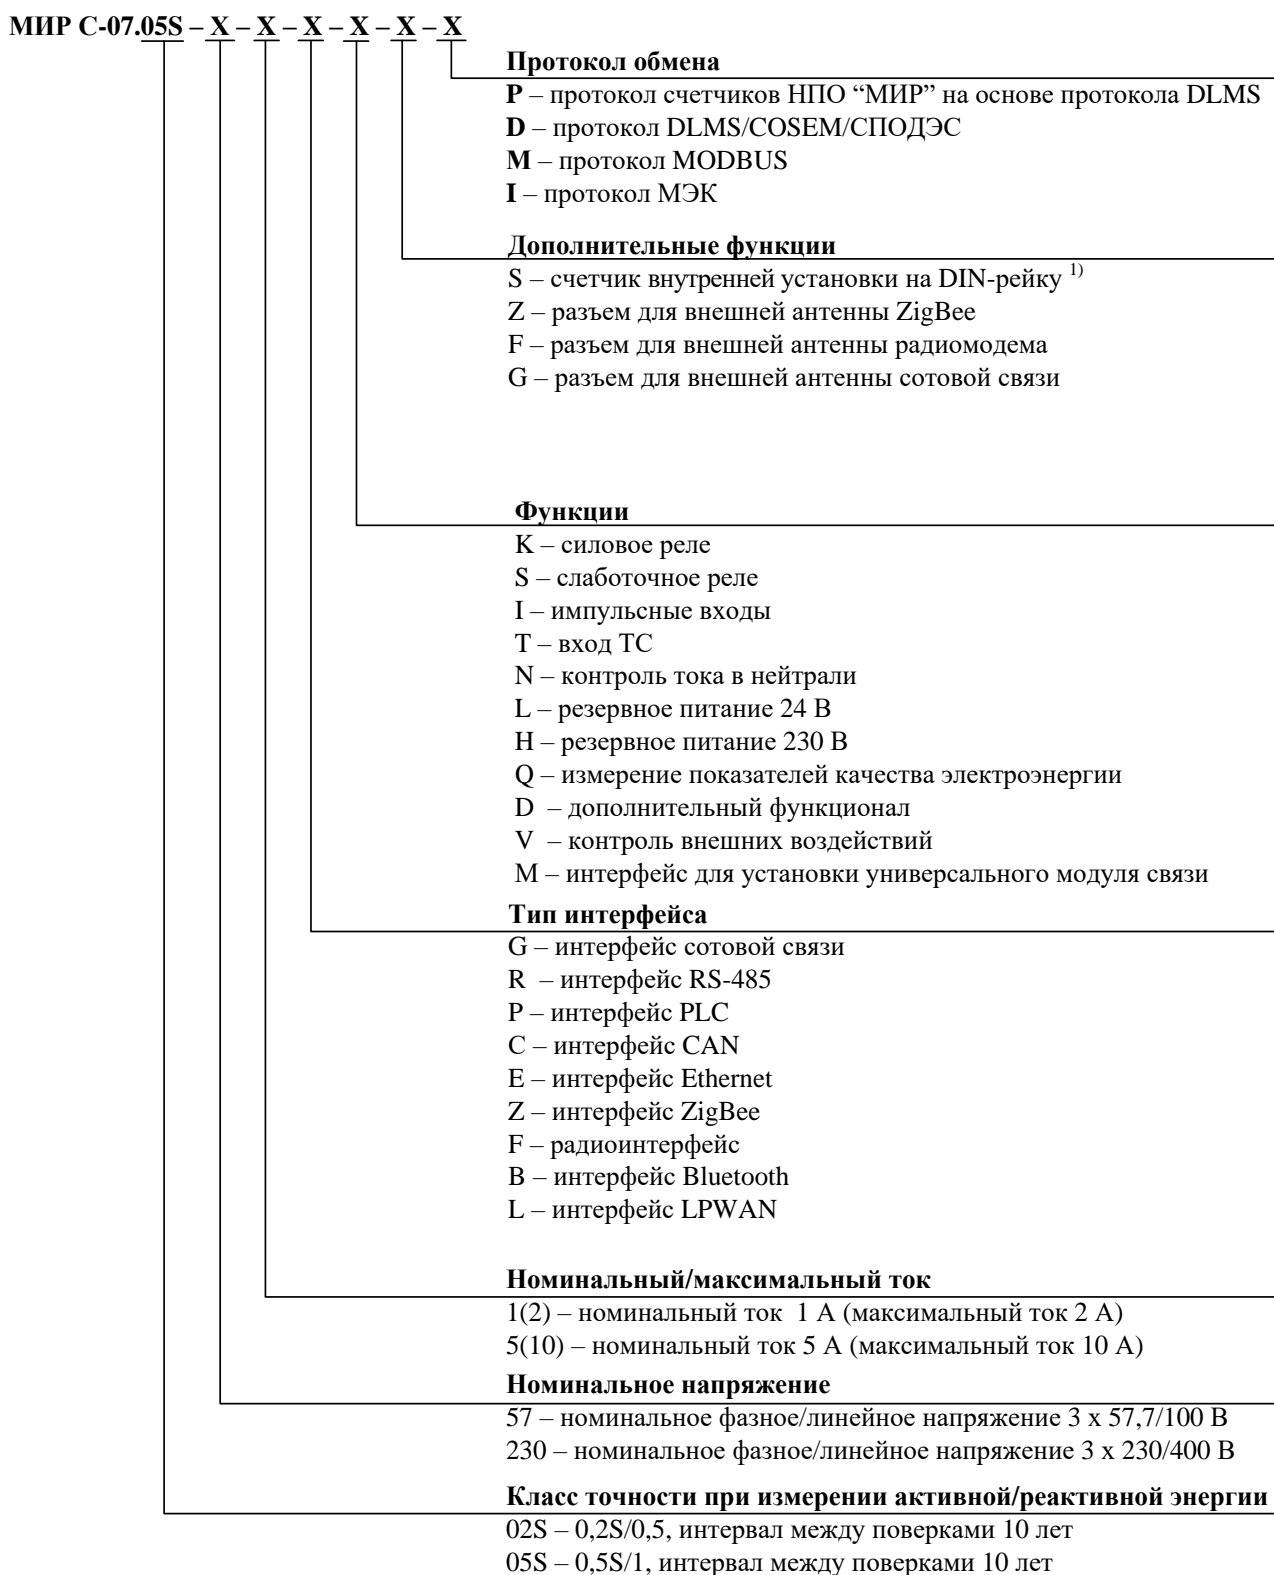 МИР С-07.05S – X – X – X – X – X – X
Протокол обмена
P – протокол счетчиков НПО “МИР” на основе протокола DLMS
D – протокол DLMS/COSEM/СПОДЭС
M – протокол MODBUS
I – протокол МЭК
Дополнительные функции
S – счетчик внутренней установки на DIN-рейку 1)
Z – разъем для внешней антенны ZigBee
F – разъем для внешней антенны радиомодема
G – разъем для внешней антенны сотовой связи
Функции
K – силовое реле
S – слаботочное реле
I – импульсные входы
T – вход ТС
N – контроль тока в нейтрали
L – резервное питание 24 В
H – резервное питание 230 В
Q – измерение показателей качества электроэнергии
D – дополнительный функционал
V – контроль внешних воздействий
M – интерфейс для установки универсального модуля связи
Тип интерфейса
G – интерфейс сотовой связи
R – интерфейс RS-485
P – интерфейс PLC
C – интерфейс CAN
E – интерфейс Ethernet
Z – интерфейс ZigBee
F – радиоинтерфейс
B – интерфейс Bluetooth
L – интерфейс LPWAN
Номинальный/максимальный ток
1(2) – номинальный ток 1 А (максимальный ток 2 А)
5(10) – номинальный ток 5 А (максимальный ток 10 А)
Номинальное напряжение
57 – номинальное фазное/линейное напряжение 3 х 57,7/100 В
230 – номинальное фазное/линейное напряжение 3 х 230/400 В
Класс точности при измерении активной/реактивной энергии
02S – 0,2S/0,5, интервал между поверками 10 лет
05S – 0,5S/1, интервал между поверками 10 лет